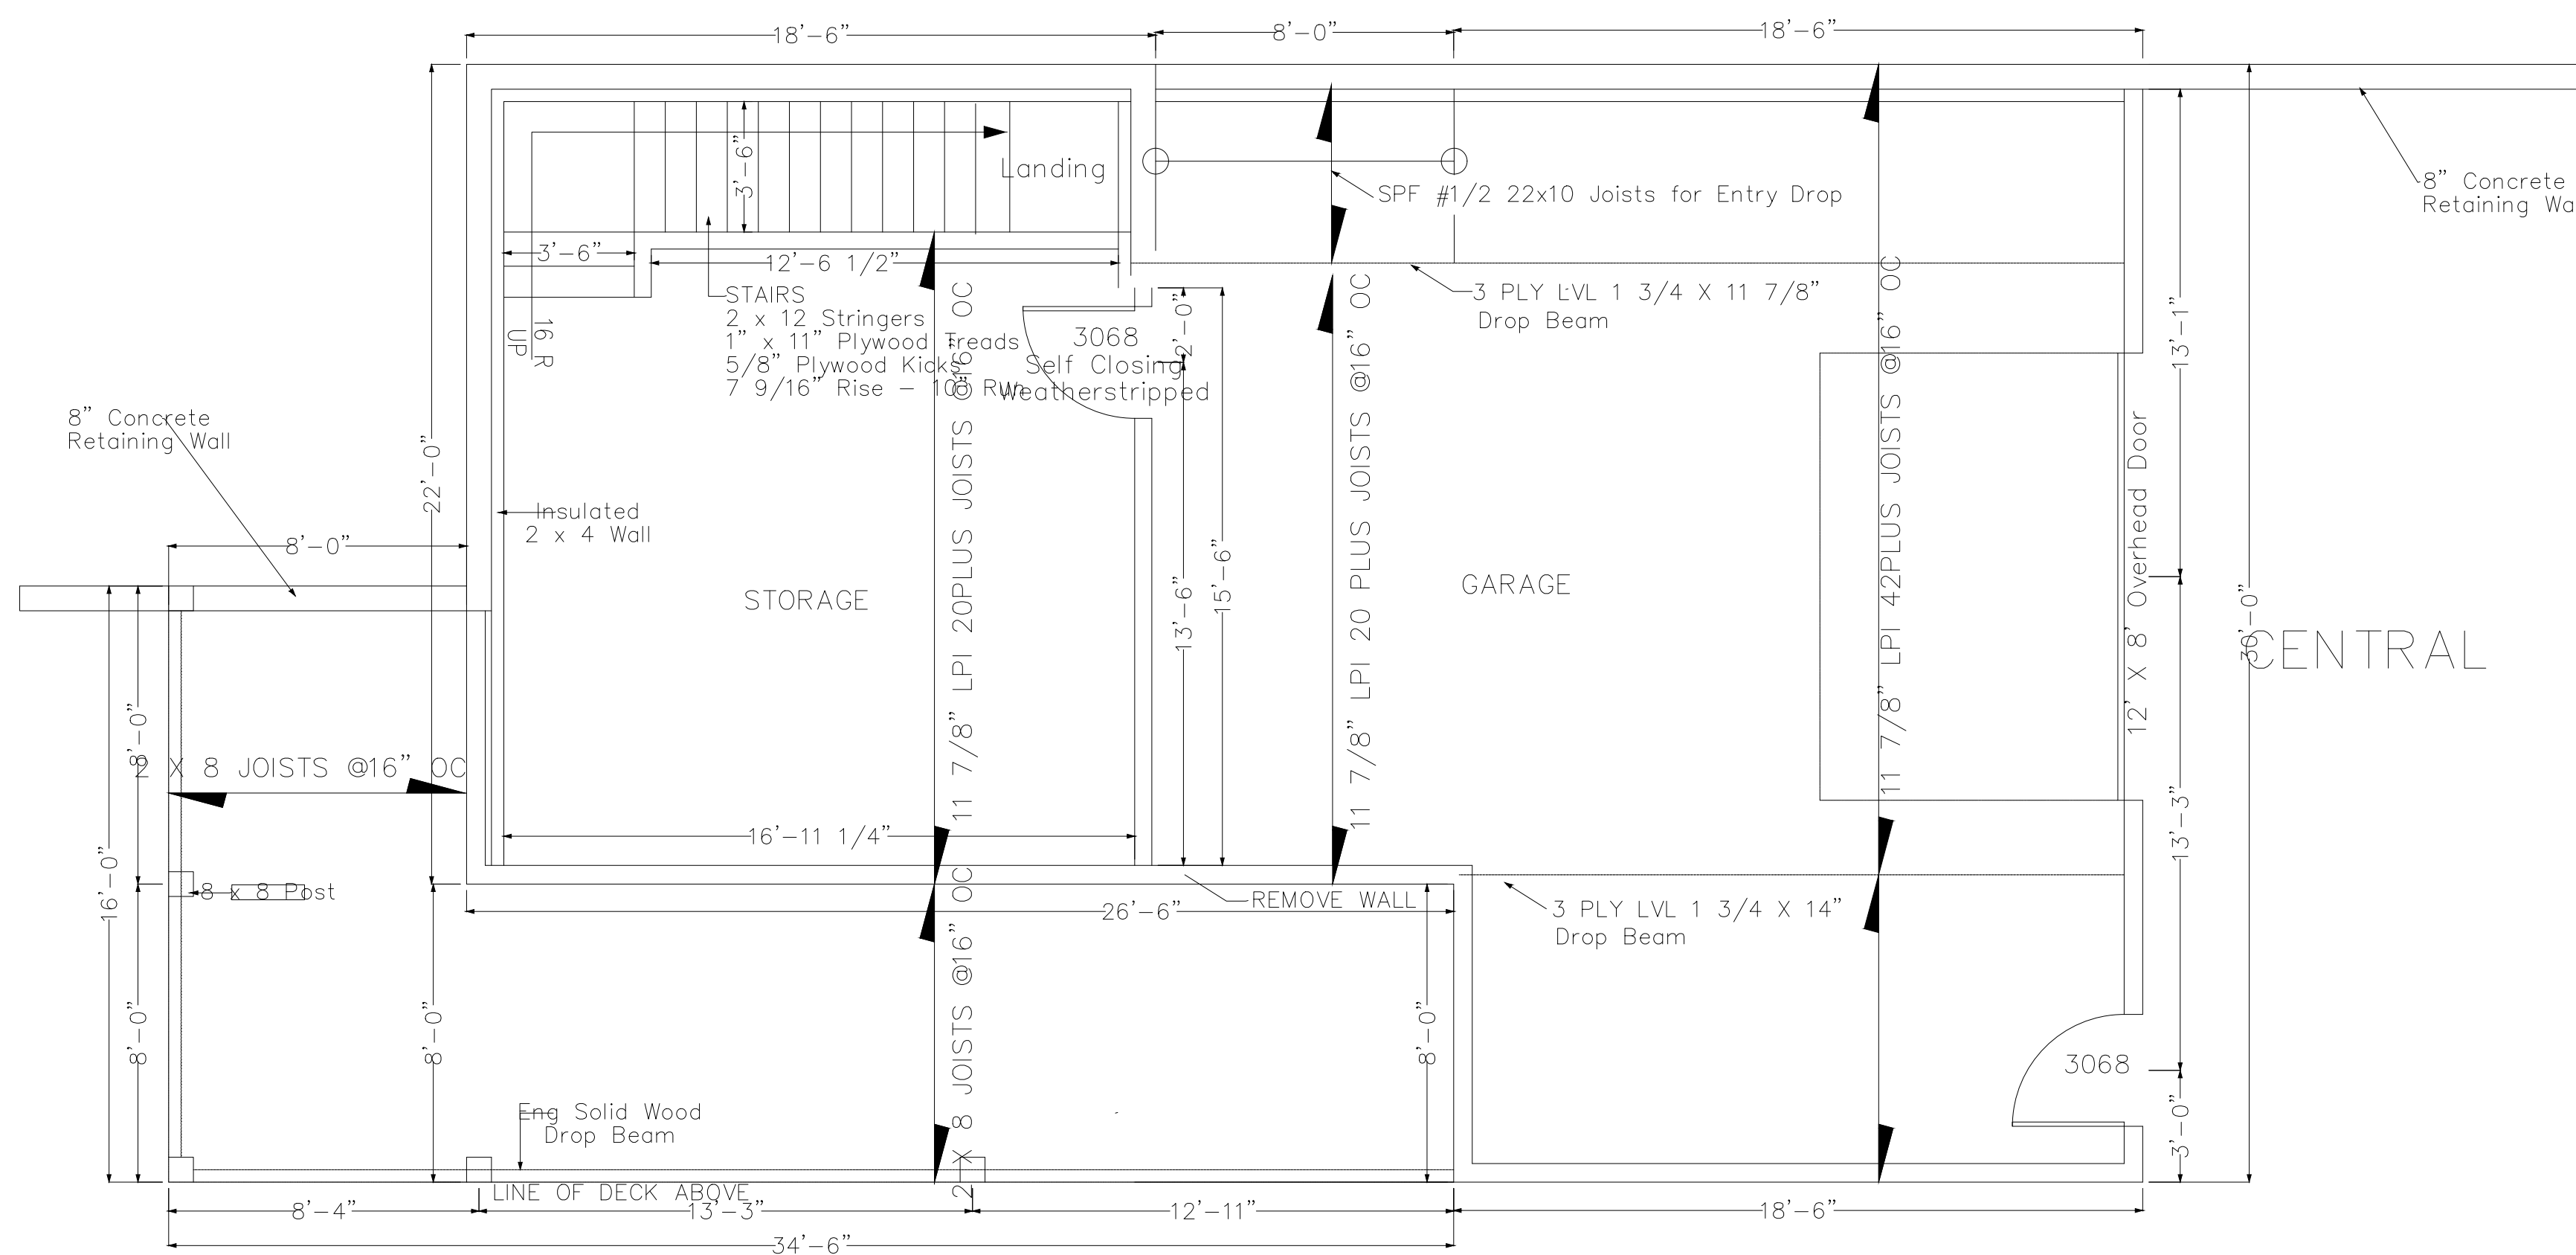 18'-6"
8'-0"
18'-6"
3'-6"
Landing
SPF #1/2 22x10 Joists for Entry Drop
8" Concrete
Retaining
3'-6"
12'-6 1/2"
STAIRS
2 x 12 Stringers
1" x 11" Plywood Treads
5/8" Plywood Kicks
7 9/16" Rise – 10" Run
16 R
UP
3068
Self Closing
Weatherstripped
2'-0"
3 PLY LVL 1 3/4 X 11 7/8"
Drop Beam
13'-1"
8" Concrete
Retaining Wall
22'-0"
Insulated
2 x 4 Wall
8'-0"
STORAGE
11 7/8" LPI 20PLUS JOISTS @16" OC
13'-6"
15'-6"
11 7/8" LPI 20 PLUS JOISTS @16" OC
GARAGE
11 7/8" LPI 42PLUS JOISTS @16" OC
12' X 8' Overhead Door
30'-0"
CENTRAL
8'-0"
2 X 8 JOISTS @16" OC
16'-11 1/4"
13'-3"
16'-0"
8 x 8 Post
26'-6"
REMOVE WALL
3 PLY LVL 1 3/4 X 14"
Drop Beam
8'-0"
8'-0"
2 X 8 JOISTS @16" OC
8'-0"
3068
3'-0"
Eng Solid Wood
Drop Beam
LINE OF DECK ABOVE
8'-4"
13'-3"
12'-11"
18'-6"
34'-6"